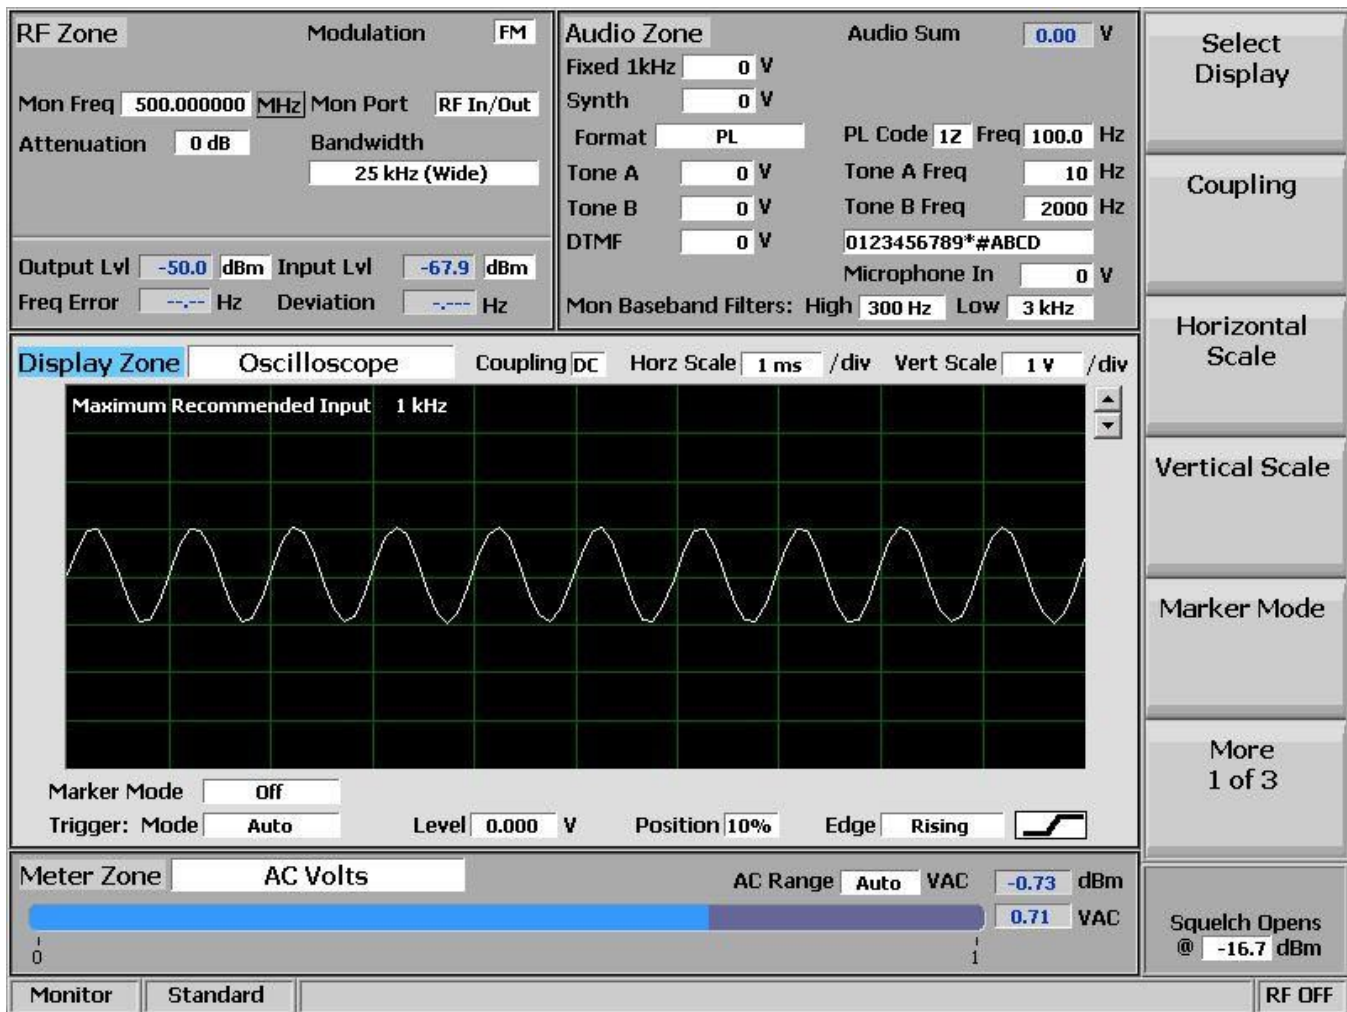 RF Zone Modulation FM
Mon Freq 500.000000 MHz Mon Port RF In/Out
Attenuation 0 dB Bandwidth
25 kHz (Wide)
Output Lvl -50.0 dBm Input Lvl -67.9 dBm
Freq Error --.-- Hz Deviation -.--- Hz
Audio Zone Audio Sum 0.00 V
Fixed 1kHz 0 V
Synth 0 V
Format PL PL Code 1Z Freq 100.0 Hz
Tone A 0 V Tone A Freq 10 Hz
Tone B 0 V Tone B Freq 2000 Hz
DTMF 0 V 0123456789*#ABCD
Microphone In 0 V
Mon Baseband Filters: High 300 Hz Low 3 kHz
Display Zone Oscilloscope Coupling DC Horz Scale 1 ms /div Vert Scale 1 V /div
Maximum Recommended Input 1 kHz
Marker Mode Off
Trigger: Mode Auto Level 0.000 V Position 10% Edge Rising
Meter Zone AC Volts AC Range Auto VAC -0.73 dBm
0.71 VAC
0 1
Monitor Standard RF OFF
Select
Display
Coupling
Horizontal
Scale
Vertical Scale
Marker Mode
More
1 of 3
Squelch Opens
@ -16.7 dBm